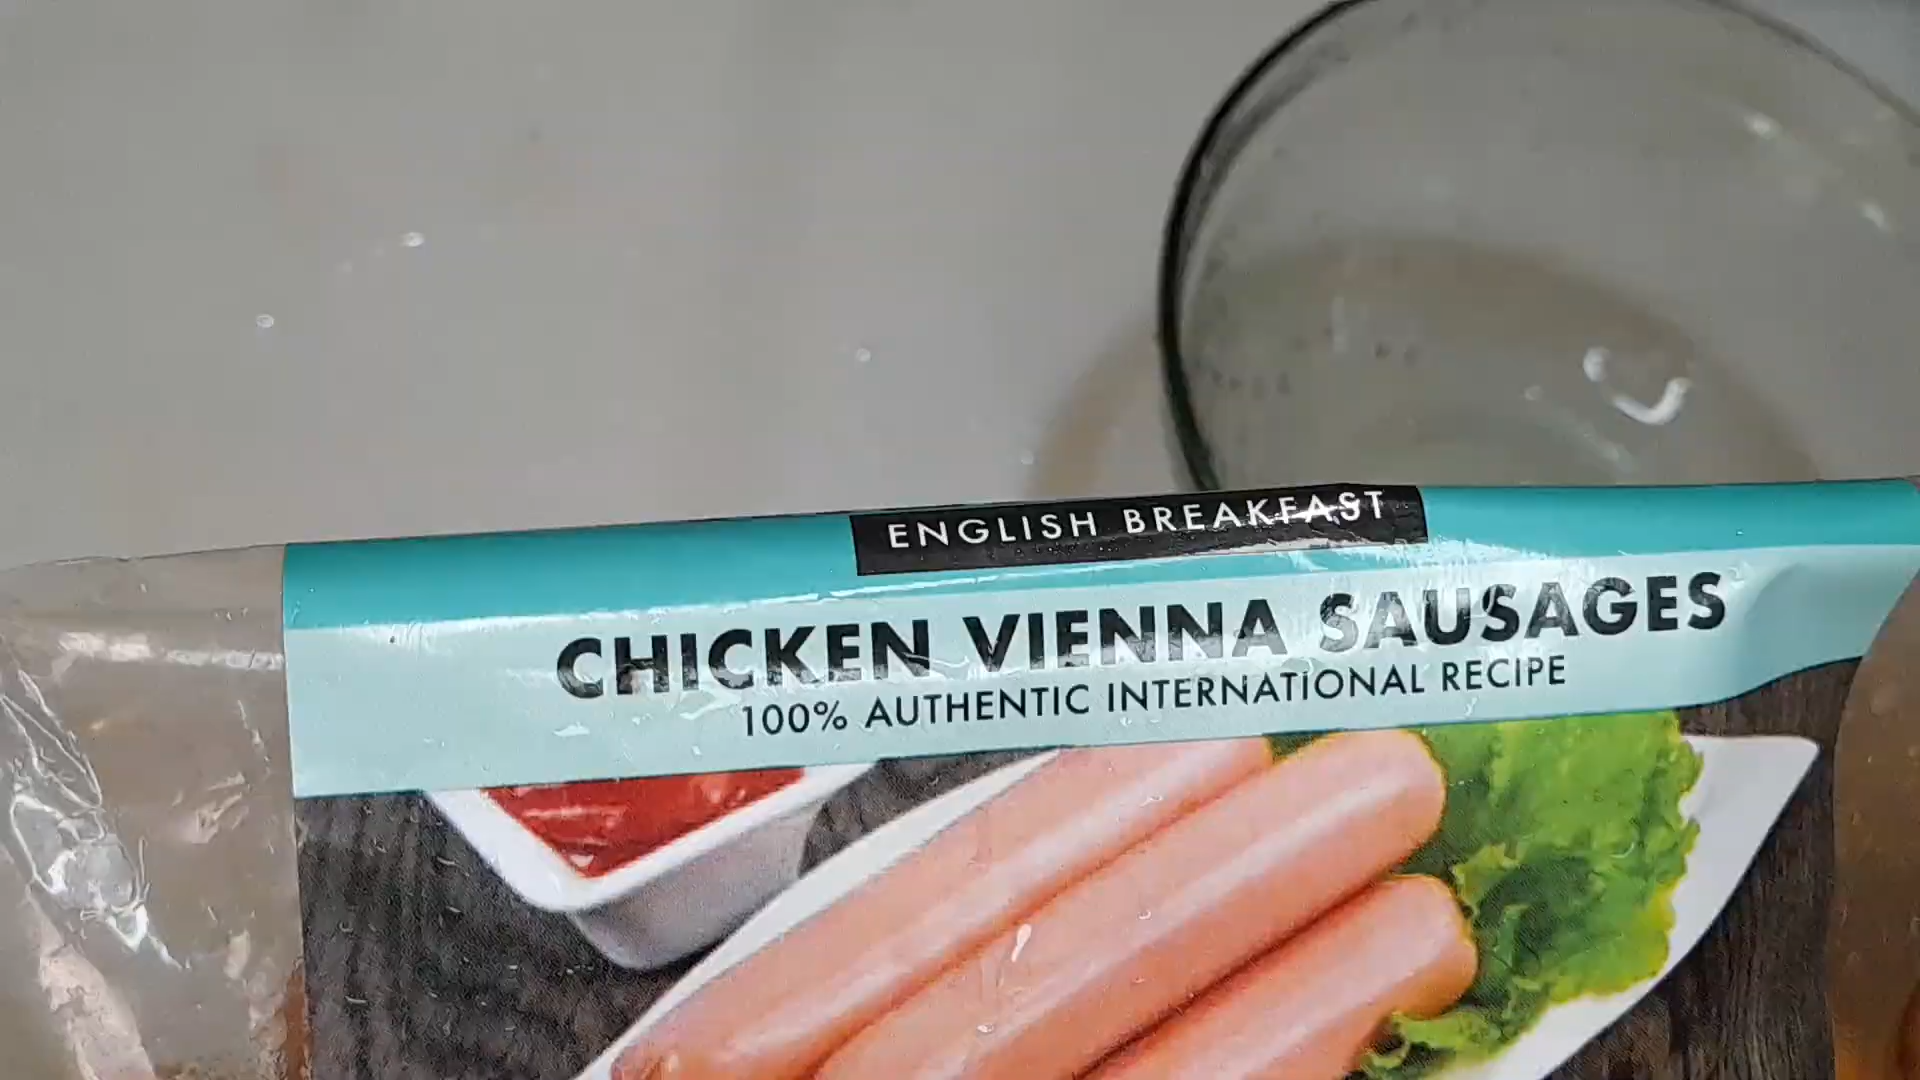 ENGLISH BREAKFAST
CHICKEN VIENNA SAUSAGES
100% AUTHENTIC INTERNATIONAL RECIPE